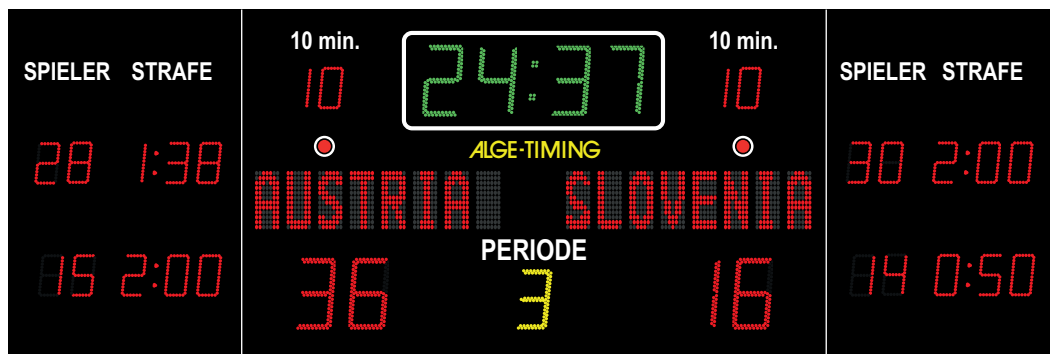 10 min. 24:37 10 min.
SPIELER STRAFE 10 10 SPIELER STRAFE
28 1:38 ALGE-TIMING 30 2:00
AUSTRIA SLOVENIA
PERIODE
15 2:00 36 3 16 14 0:50